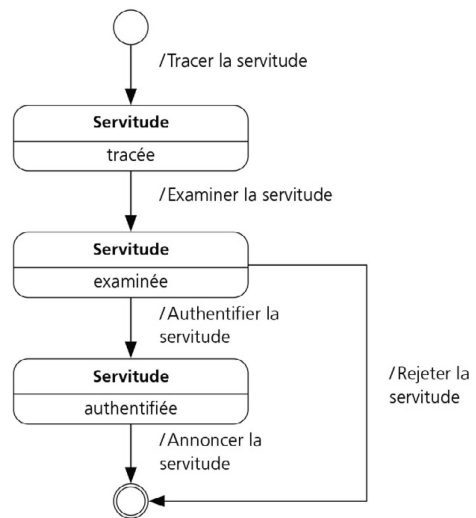 /Tracer la servitude
Servitude
tracée
/Examiner la servitude
Servitude
examinée
/Authentifier la
servitude
Servitude
authentifiée
/Rejeter la
servitude
/Annoncer la
servitude